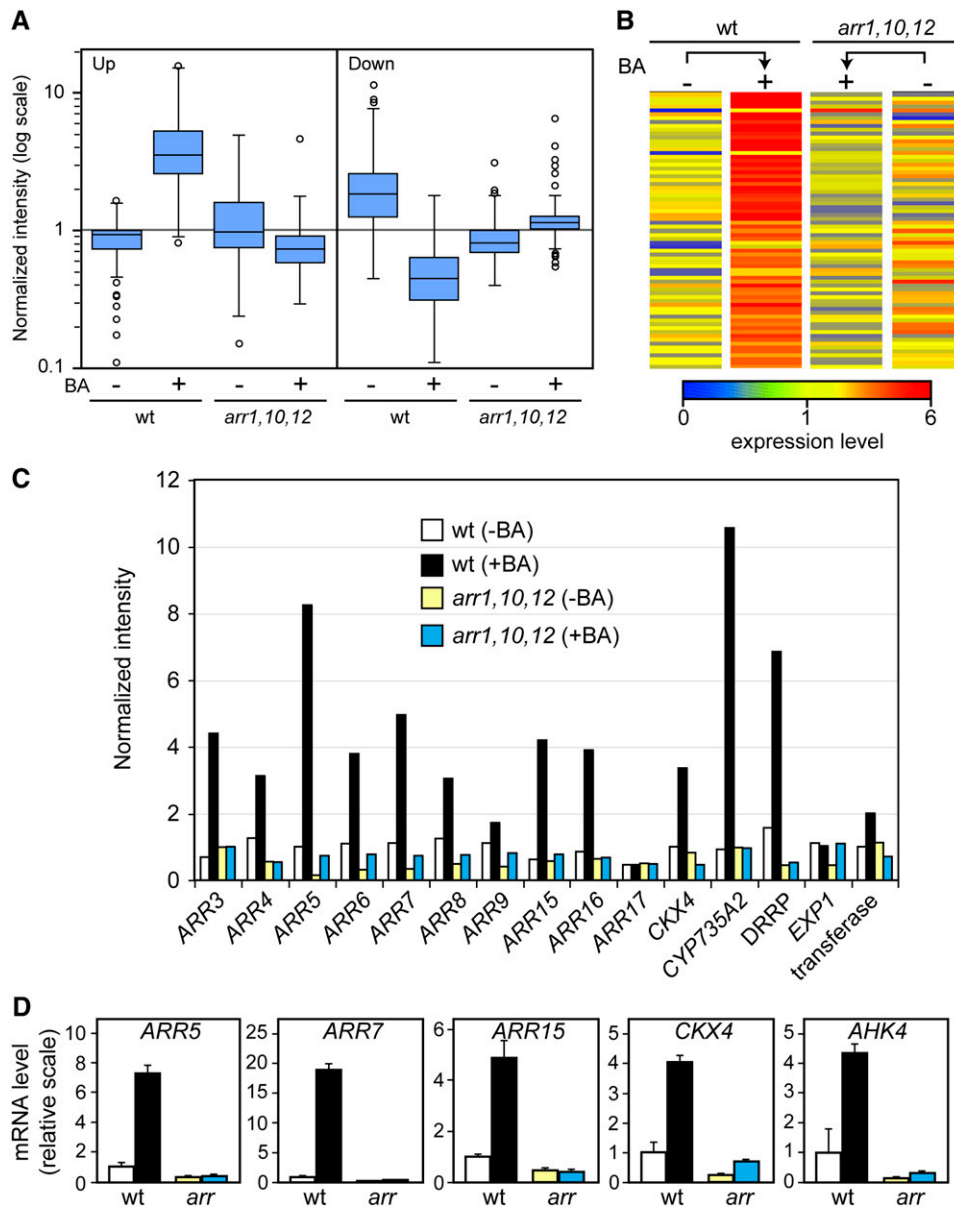 A
Normalized intensity (log scale)
10
1
0.1
Up
Down
BA - + - + - + - +
wt arr1,10,12 wt arr1,10,12
B
wt arr1,10,12
BA - + + -
0 1 6
expression level
C
Normalized intensity
12
10
8
6
4
2
0
wt (-BA)
wt (+BA)
arr1,10,12 (-BA)
arr1,10,12 (+BA)
ARR3
ARR4
ARR5
ARR6
ARR7
ARR8
ARR9
ARR15
ARR16
ARR17
CKX4
CYP735A2
DRRP
EXP1
transferase
D
mRNA level
(relative scale)
ARR5
10
8
6
4
2
0
wt arr
ARR7
25
20
15
10
5
0
wt arr
ARR15
6
4
2
0
wt arr
CKX4
5
4
3
2
1
0
wt arr
AHK4
5
4
3
2
1
0
wt arr